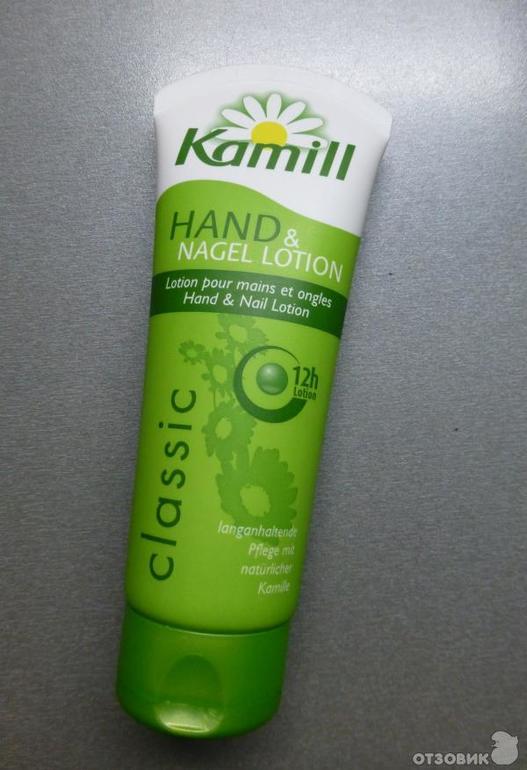 Kamill
HAND &
NAGEL LOTION
Lotion pour mains et ongles
Hand & Nail Lotion
12h
Lotion
classic
langanhaltende
Pflege mit
natürlicher
Kamille
ОТЗОВИК